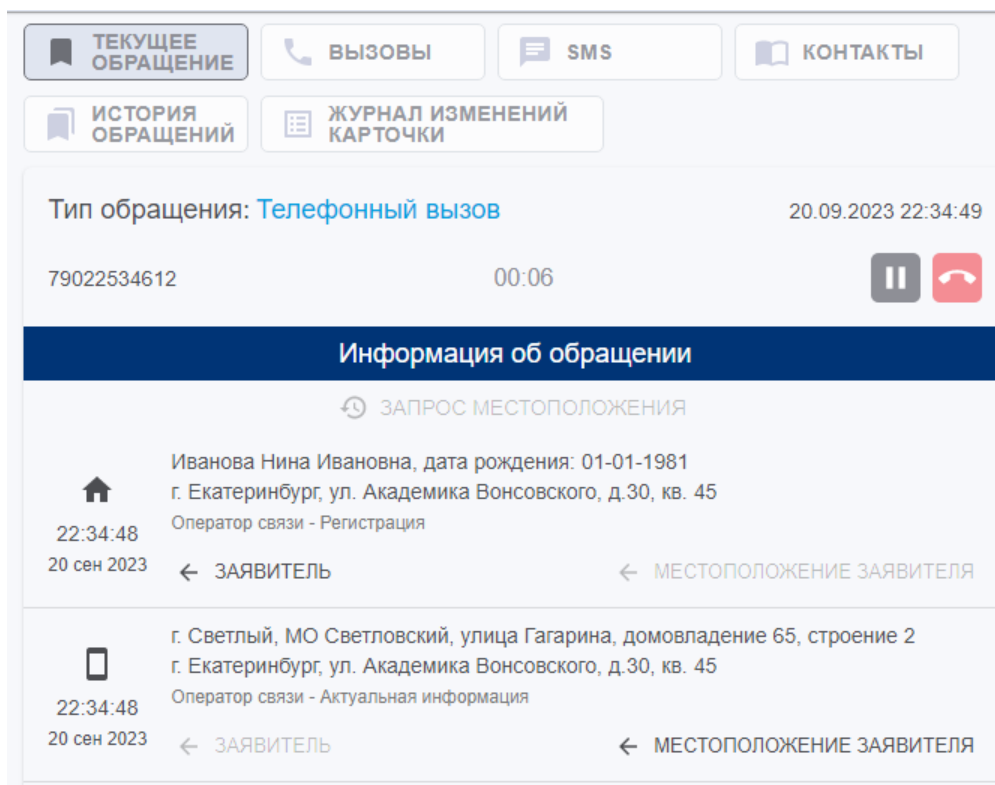 ТЕКУЩЕЕ
ОБРАЩЕНИЕ
ВЫЗОВЫ
SMS
КОНТАКТЫ
ИСТОРИЯ
ОБРАЩЕНИЙ
ЖУРНАЛ ИЗМЕНЕНИЙ
КАРТОЧКИ
Тип обращения: Телефонный вызов
20.09.2023 22:34:49
79022534612
00:06
Информация об обращении
ЗАПРОС МЕСТОПОЛОЖЕНИЯ
Иванова Нина Ивановна, дата рождения: 01-01-1981
г. Екатеринбург, ул. Академика Вонсовского, д.30, кв. 45
Оператор связи - Регистрация
22:34:48
20 сен 2023
← ЗАЯВИТЕЛЬ
← МЕСТОПОЛОЖЕНИЕ ЗАЯВИТЕЛЯ
г. Светлый, МО Светловский, улица Гагарина, домовладение 65, строение 2
г. Екатеринбург, ул. Академика Вонсовского, д.30, кв. 45
Оператор связи - Актуальная информация
22:34:48
20 сен 2023
← ЗАЯВИТЕЛЬ
← МЕСТОПОЛОЖЕНИЕ ЗАЯВИТЕЛЯ